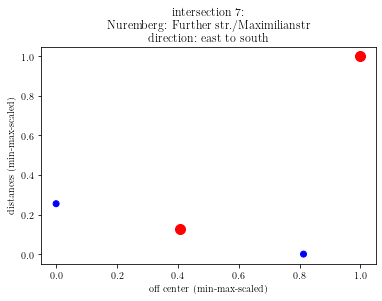 intersection 7:
Nuremberg: Further str./Maximilianstr
direction: east to south
distances (min-max-scaled)
1.0
0.8
0.6
0.4
0.2
0.0
0.0 0.2 0.4 0.6 0.8 1.0
off center (min-max-scaled)